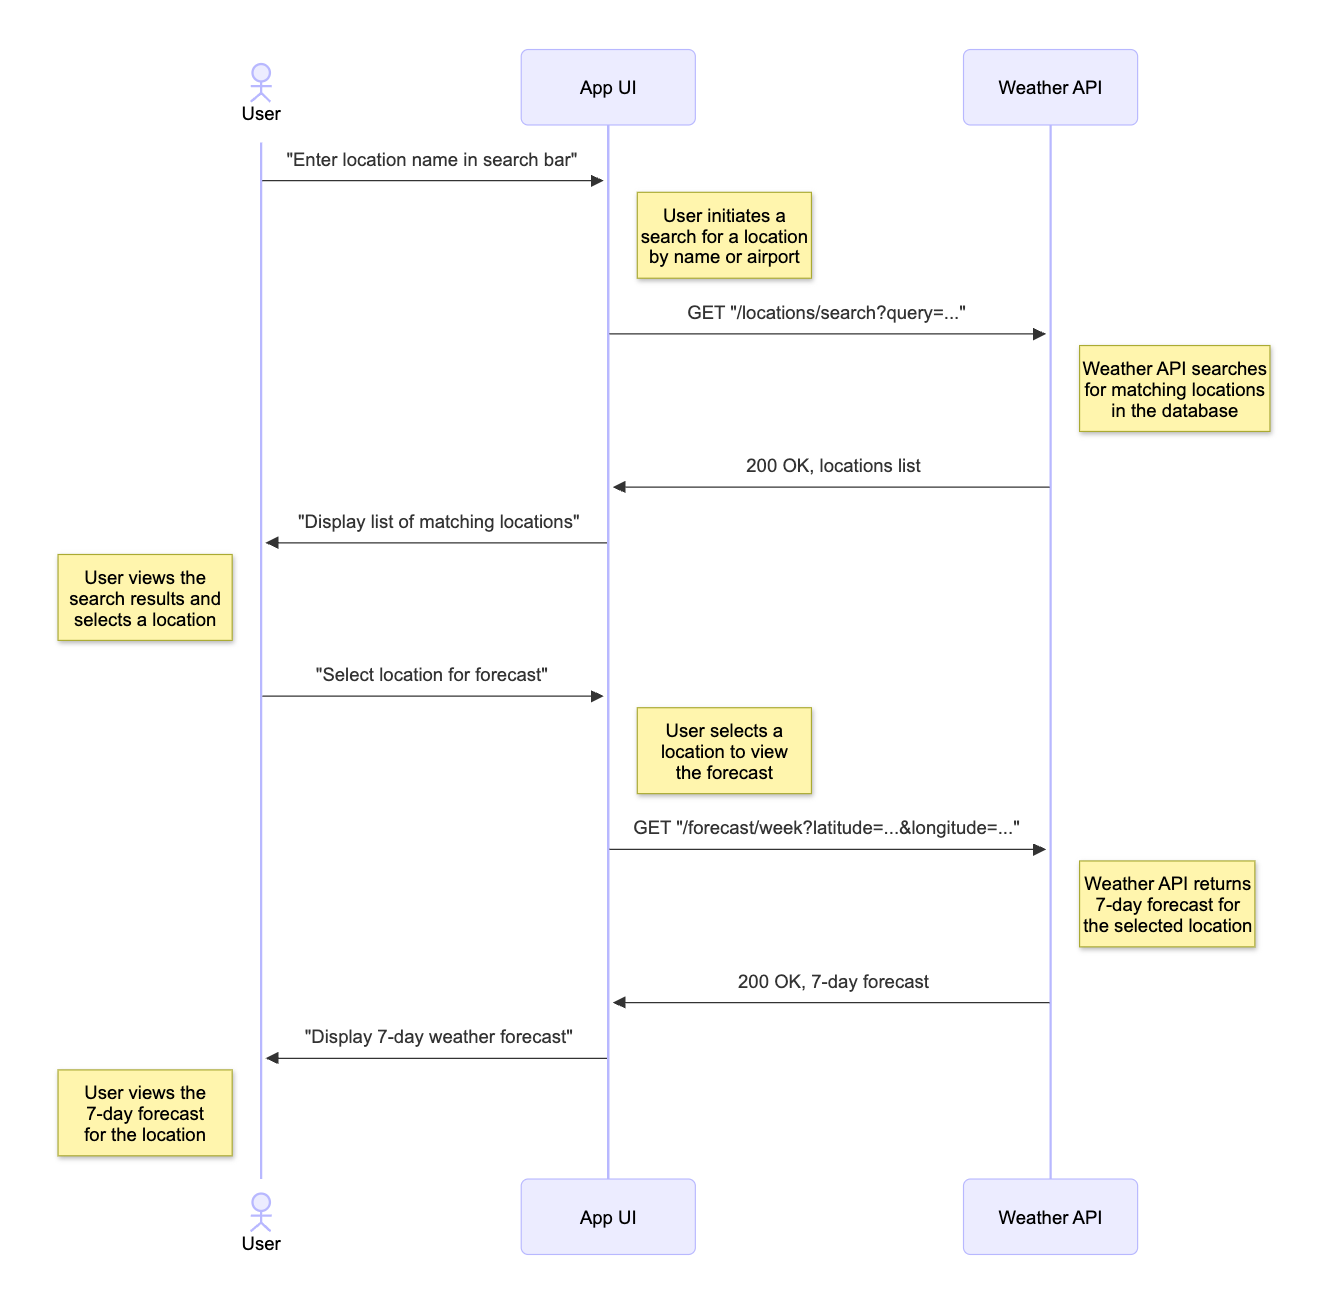 User
App UI
Weather API
"Enter location name in search bar"
User initiates a
search for a location
by name or airport
GET "/locations/search?query=..."
Weather API searches
for matching locations
in the database
200 OK, locations list
"Display list of matching locations"
User views the
search results and
selects a location
"Select location for forecast"
User selects a
location to view
the forecast
GET "/forecast/week?latitude=...&longitude=..."
Weather API returns
7-day forecast for
the selected location
200 OK, 7-day forecast
"Display 7-day weather forecast"
User views the
7-day forecast
for the location
User
App UI
Weather API